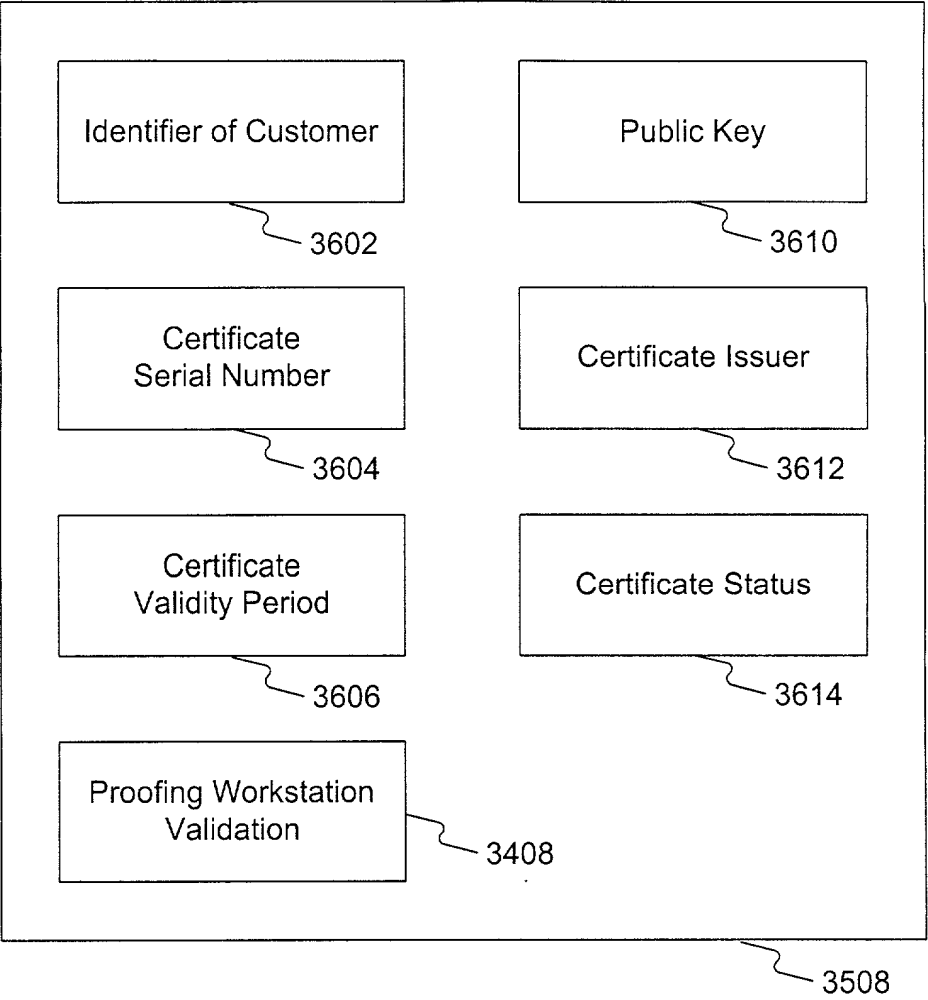 Identifier of Customer
3602
Public Key
3610
Certificate
Serial Number
3604
Certificate Issuer
3612
Certificate
Validity Period
3606
Certificate Status
3614
Proofing Workstation
Validation
3408
3508